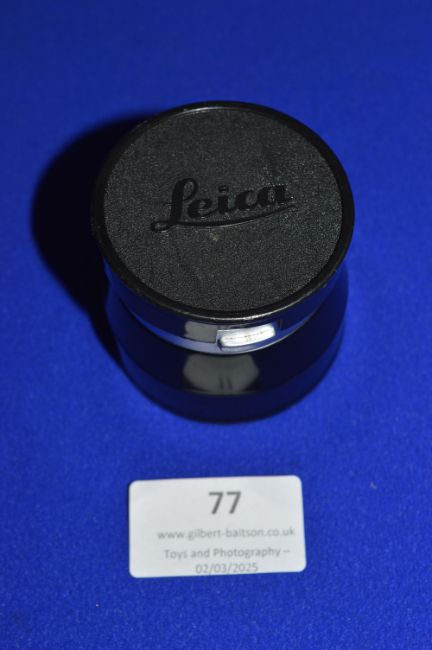 Leica
77
www.gilbert-baitson.co.uk
Toys and Photography –
02/03/2025